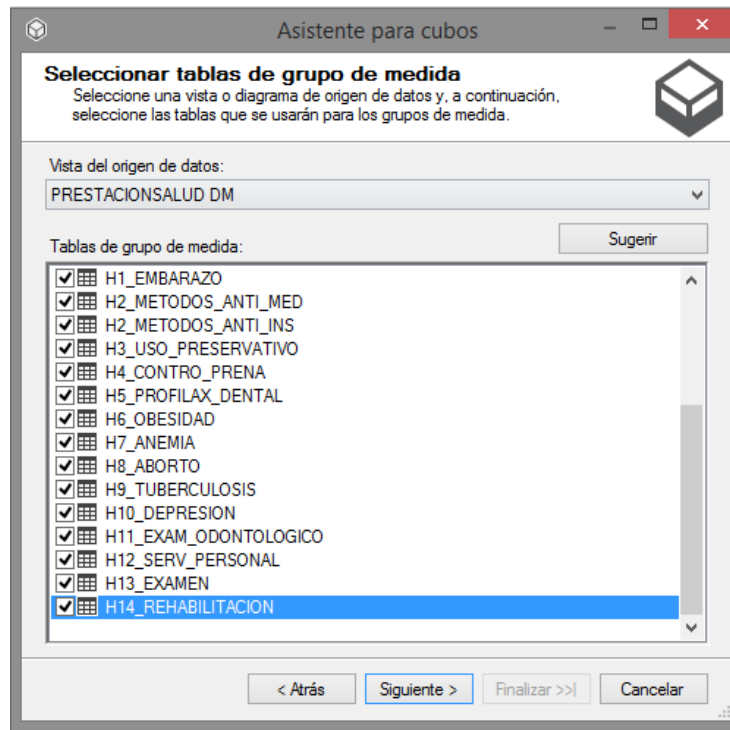 Asistente para cubos
Seleccionar tablas de grupo de medida
Seleccione una vista o diagrama de origen de datos y, a continuación,
seleccione las tablas que se usarán para los grupos de medida.
Vista del origen de datos:
PRESTACIONSALUD DM
Sugerir
Tablas de grupo de medida:
H1_EMBARAZO
H2_METODOS_ANTI_MED
H2_METODOS_ANTI_INS
H3_USO_PRESERVATIVO
H4_CONTRO_PRENA
H5_PROFILAX_DENTAL
H6_OBESIDAD
H7_ANEMIA
H8_ABORTO
H9_TUBERCULOSIS
H10_DEPRESION
H11_EXAM_ODONTOLOGICO
H12_SERV_PERSONAL
H13_EXAMEN
H14_REHABILITACION
< Atrás
Siguiente >
Finalizar >>|
Cancelar